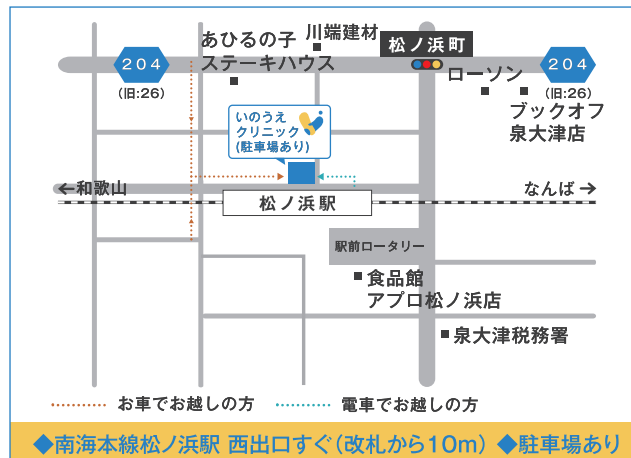 川端建材
あひるの子
ステーキハウス
松ノ浜町
204
(旧:26)
ローソン
204
(旧:26)
ブックオフ
泉大津店
いのうえ
クリニック
(駐車場あり)
←和歌山
なんば→
松ノ浜駅
駅前ロータリー
食品館
アプロ松ノ浜店
泉大津税務署
お車でお越しの方
電車でお越しの方
◆南海本線松ノ浜駅 西出口すぐ(改札から10m) ◆駐車場あり